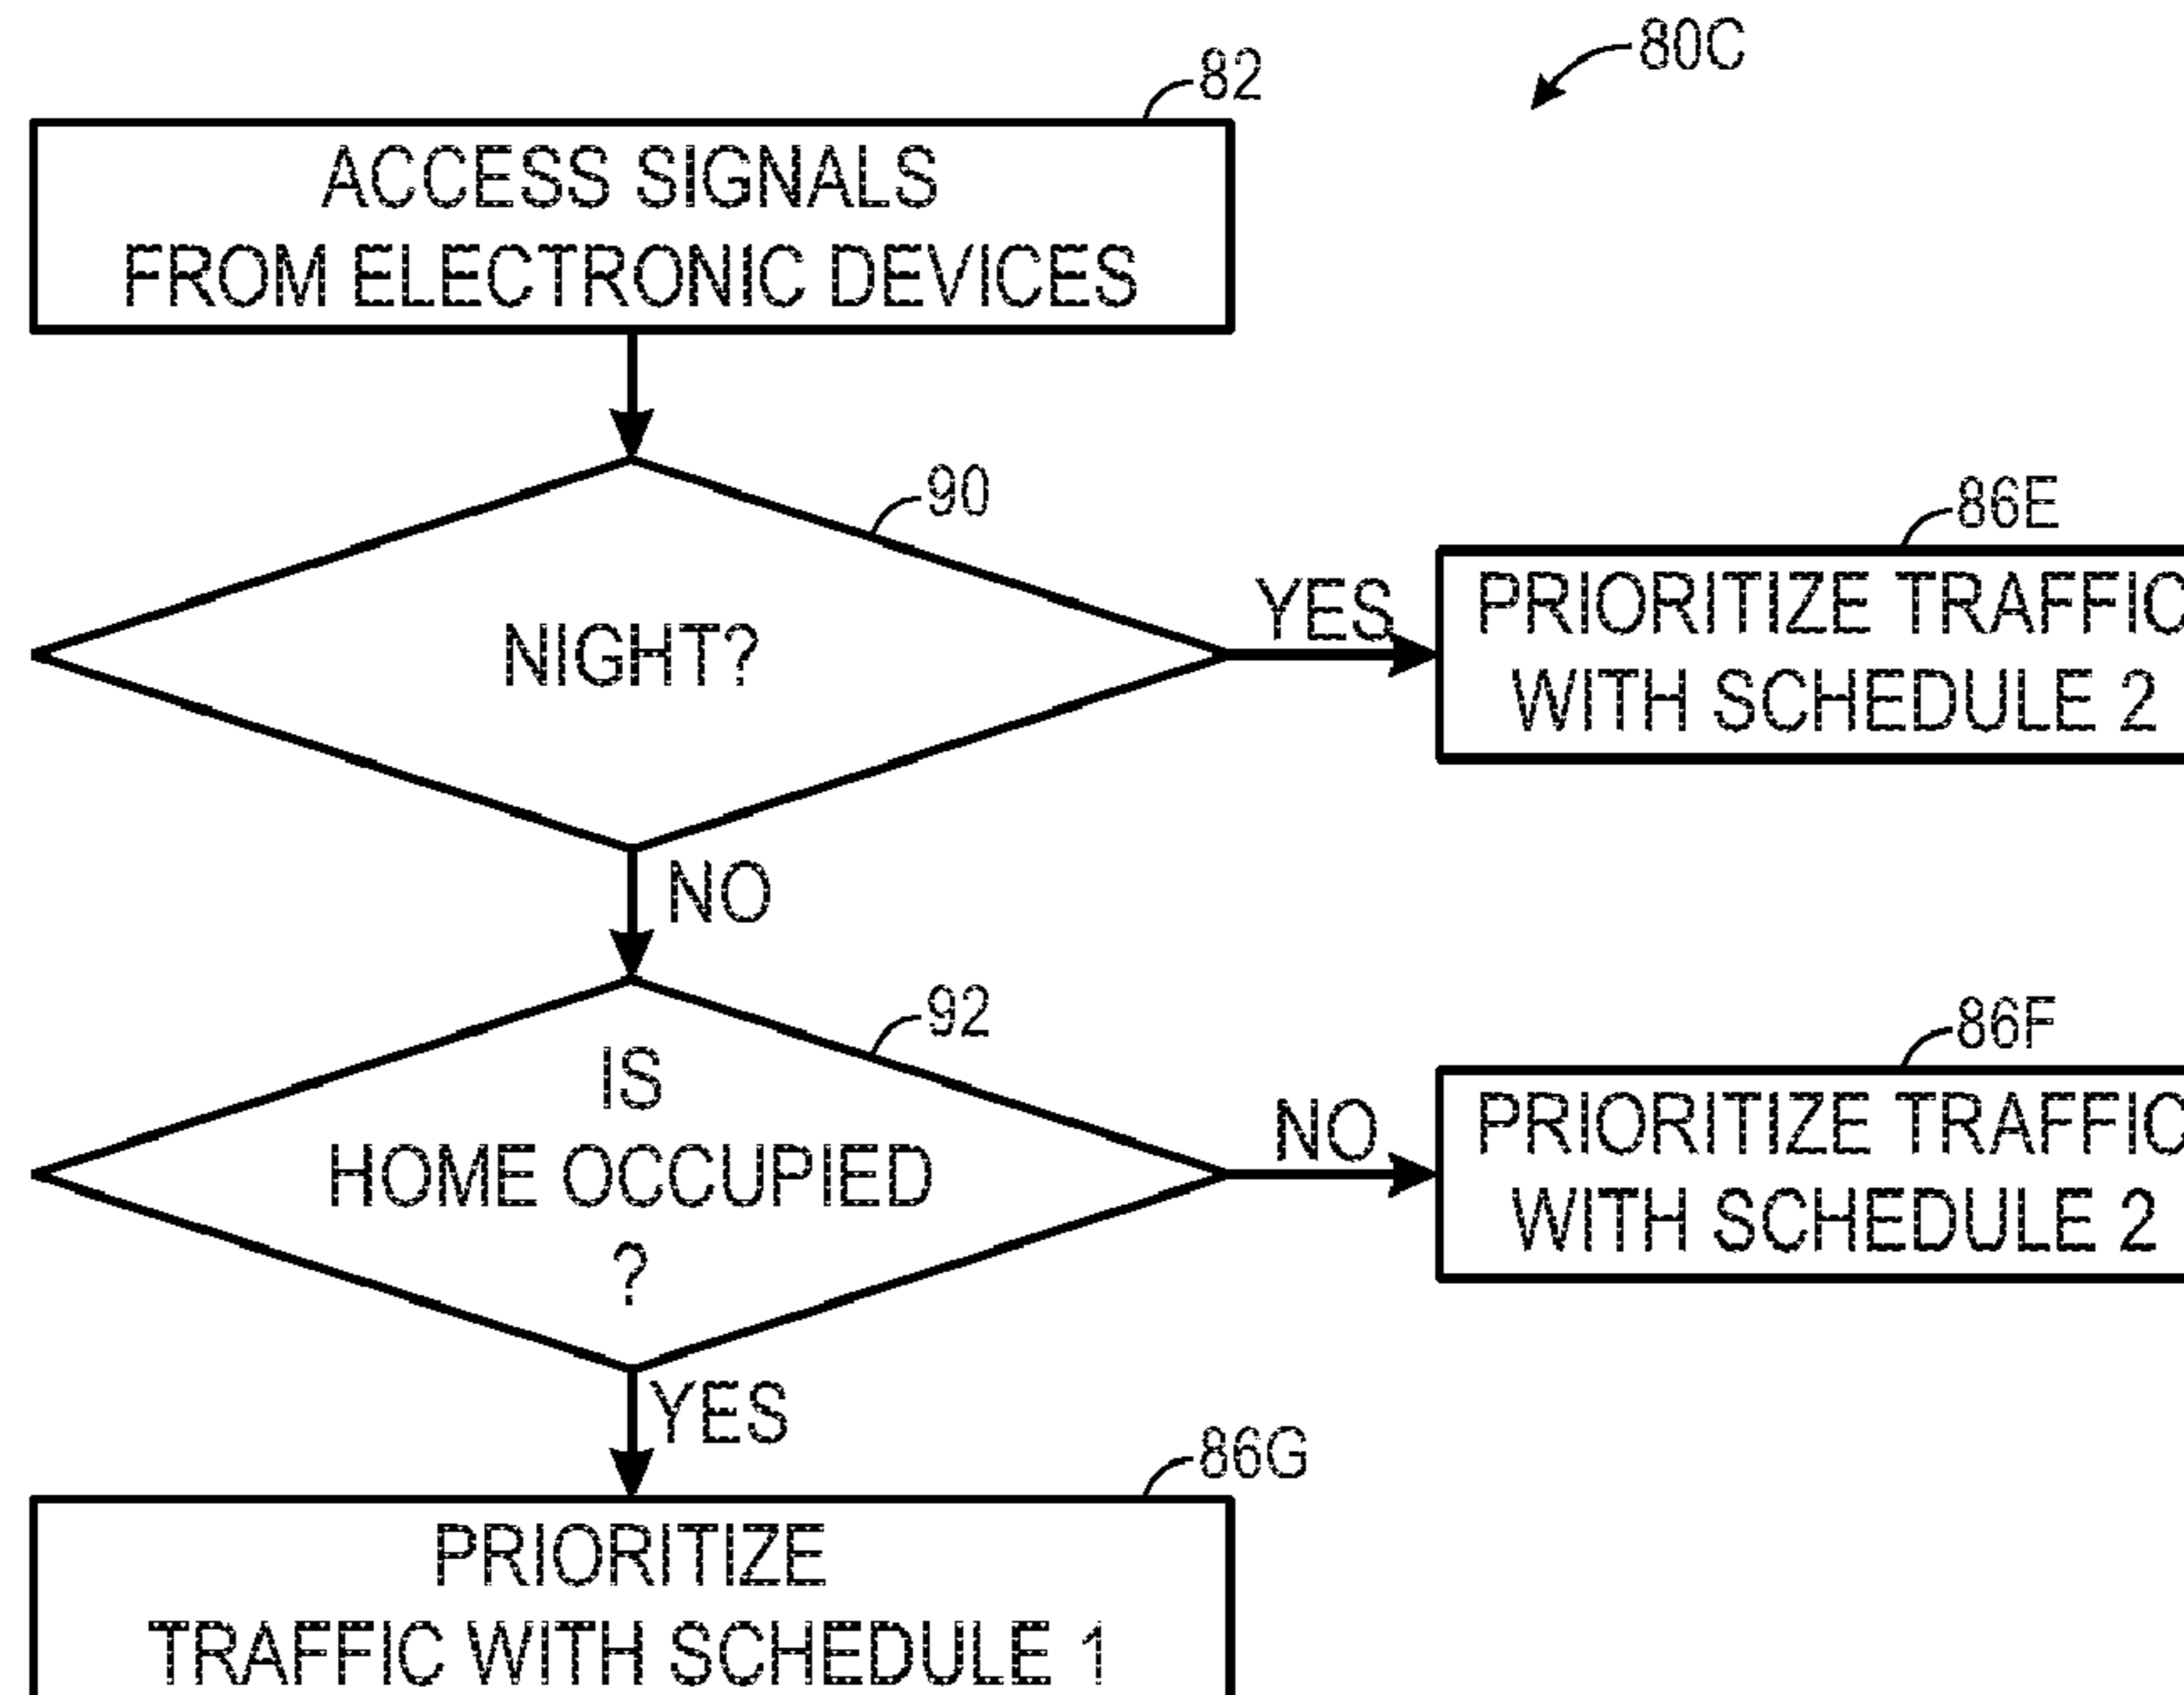 80C
82
ACCESS SIGNALS
FROM ELECTRONIC DEVICES
90
NIGHT?
YES
86E
PRIORITIZE TRAFFIC
WITH SCHEDULE 2
NO
92
IS
HOME OCCUPIED
?
NO
86F
PRIORITIZE TRAFFIC
WITH SCHEDULE 2
YES
86G
PRIORITIZE
TRAFFIC WITH SCHEDULE 1